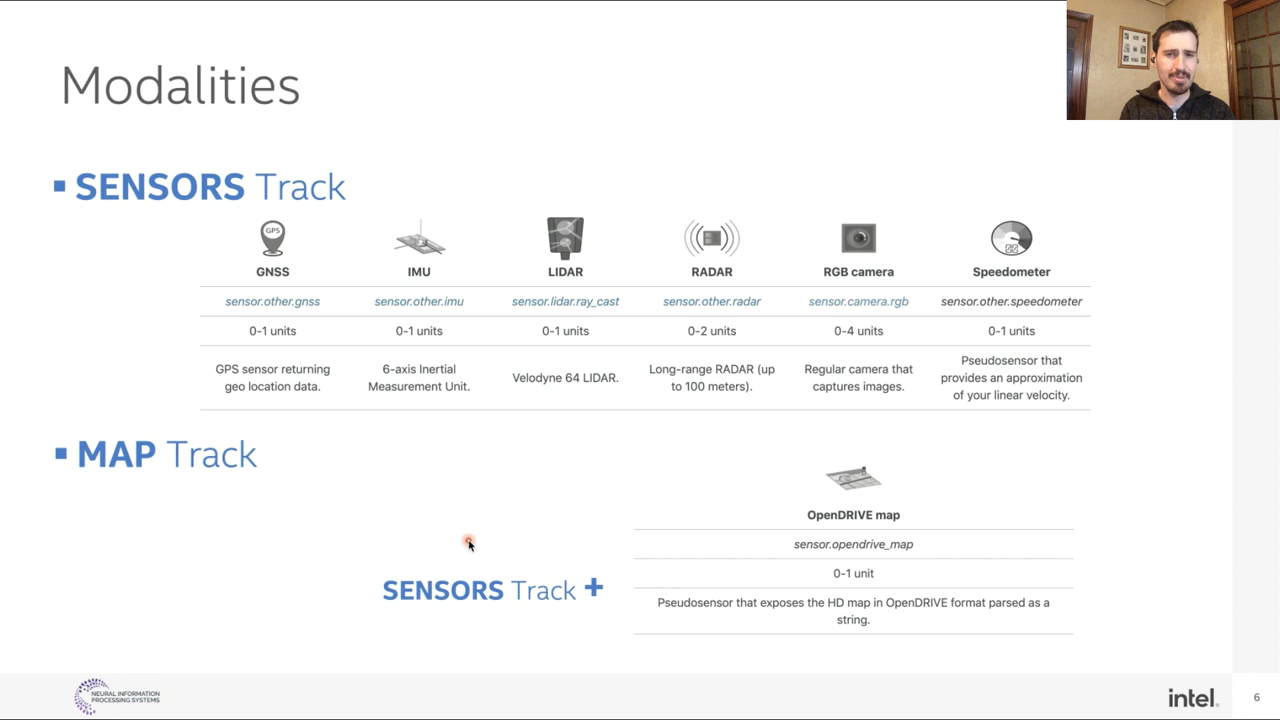 Modalities
SENSORS Track
GPS
GNSS
IMU
LIDAR
RADAR
RGB camera
Speedometer
sensor.other.gnss
sensor.other.imu
sensor.lidar.ray_cast
sensor.other.radar
sensor.camera.rgb
sensor.other.speedometer
0-1 units
0-1 units
0-1 units
0-2 units
0-4 units
0-1 units
GPS sensor returning
geo location data.
6-axis Inertial
Measurement Unit.
Velodyne 64 LIDAR.
Long-range RADAR (up
to 100 meters).
Regular camera that
captures images.
Pseudosensor that
provides an approximation
of your linear velocity.
MAP Track
OpenDRIVE map
sensor.opendrive_map
0-1 unit
SENSORS Track +
Pseudosensor that exposes the HD map in OpenDRIVE format parsed as a
string.
NEURAL INFORMATION
PROCESSING SYSTEMS
intel.
6